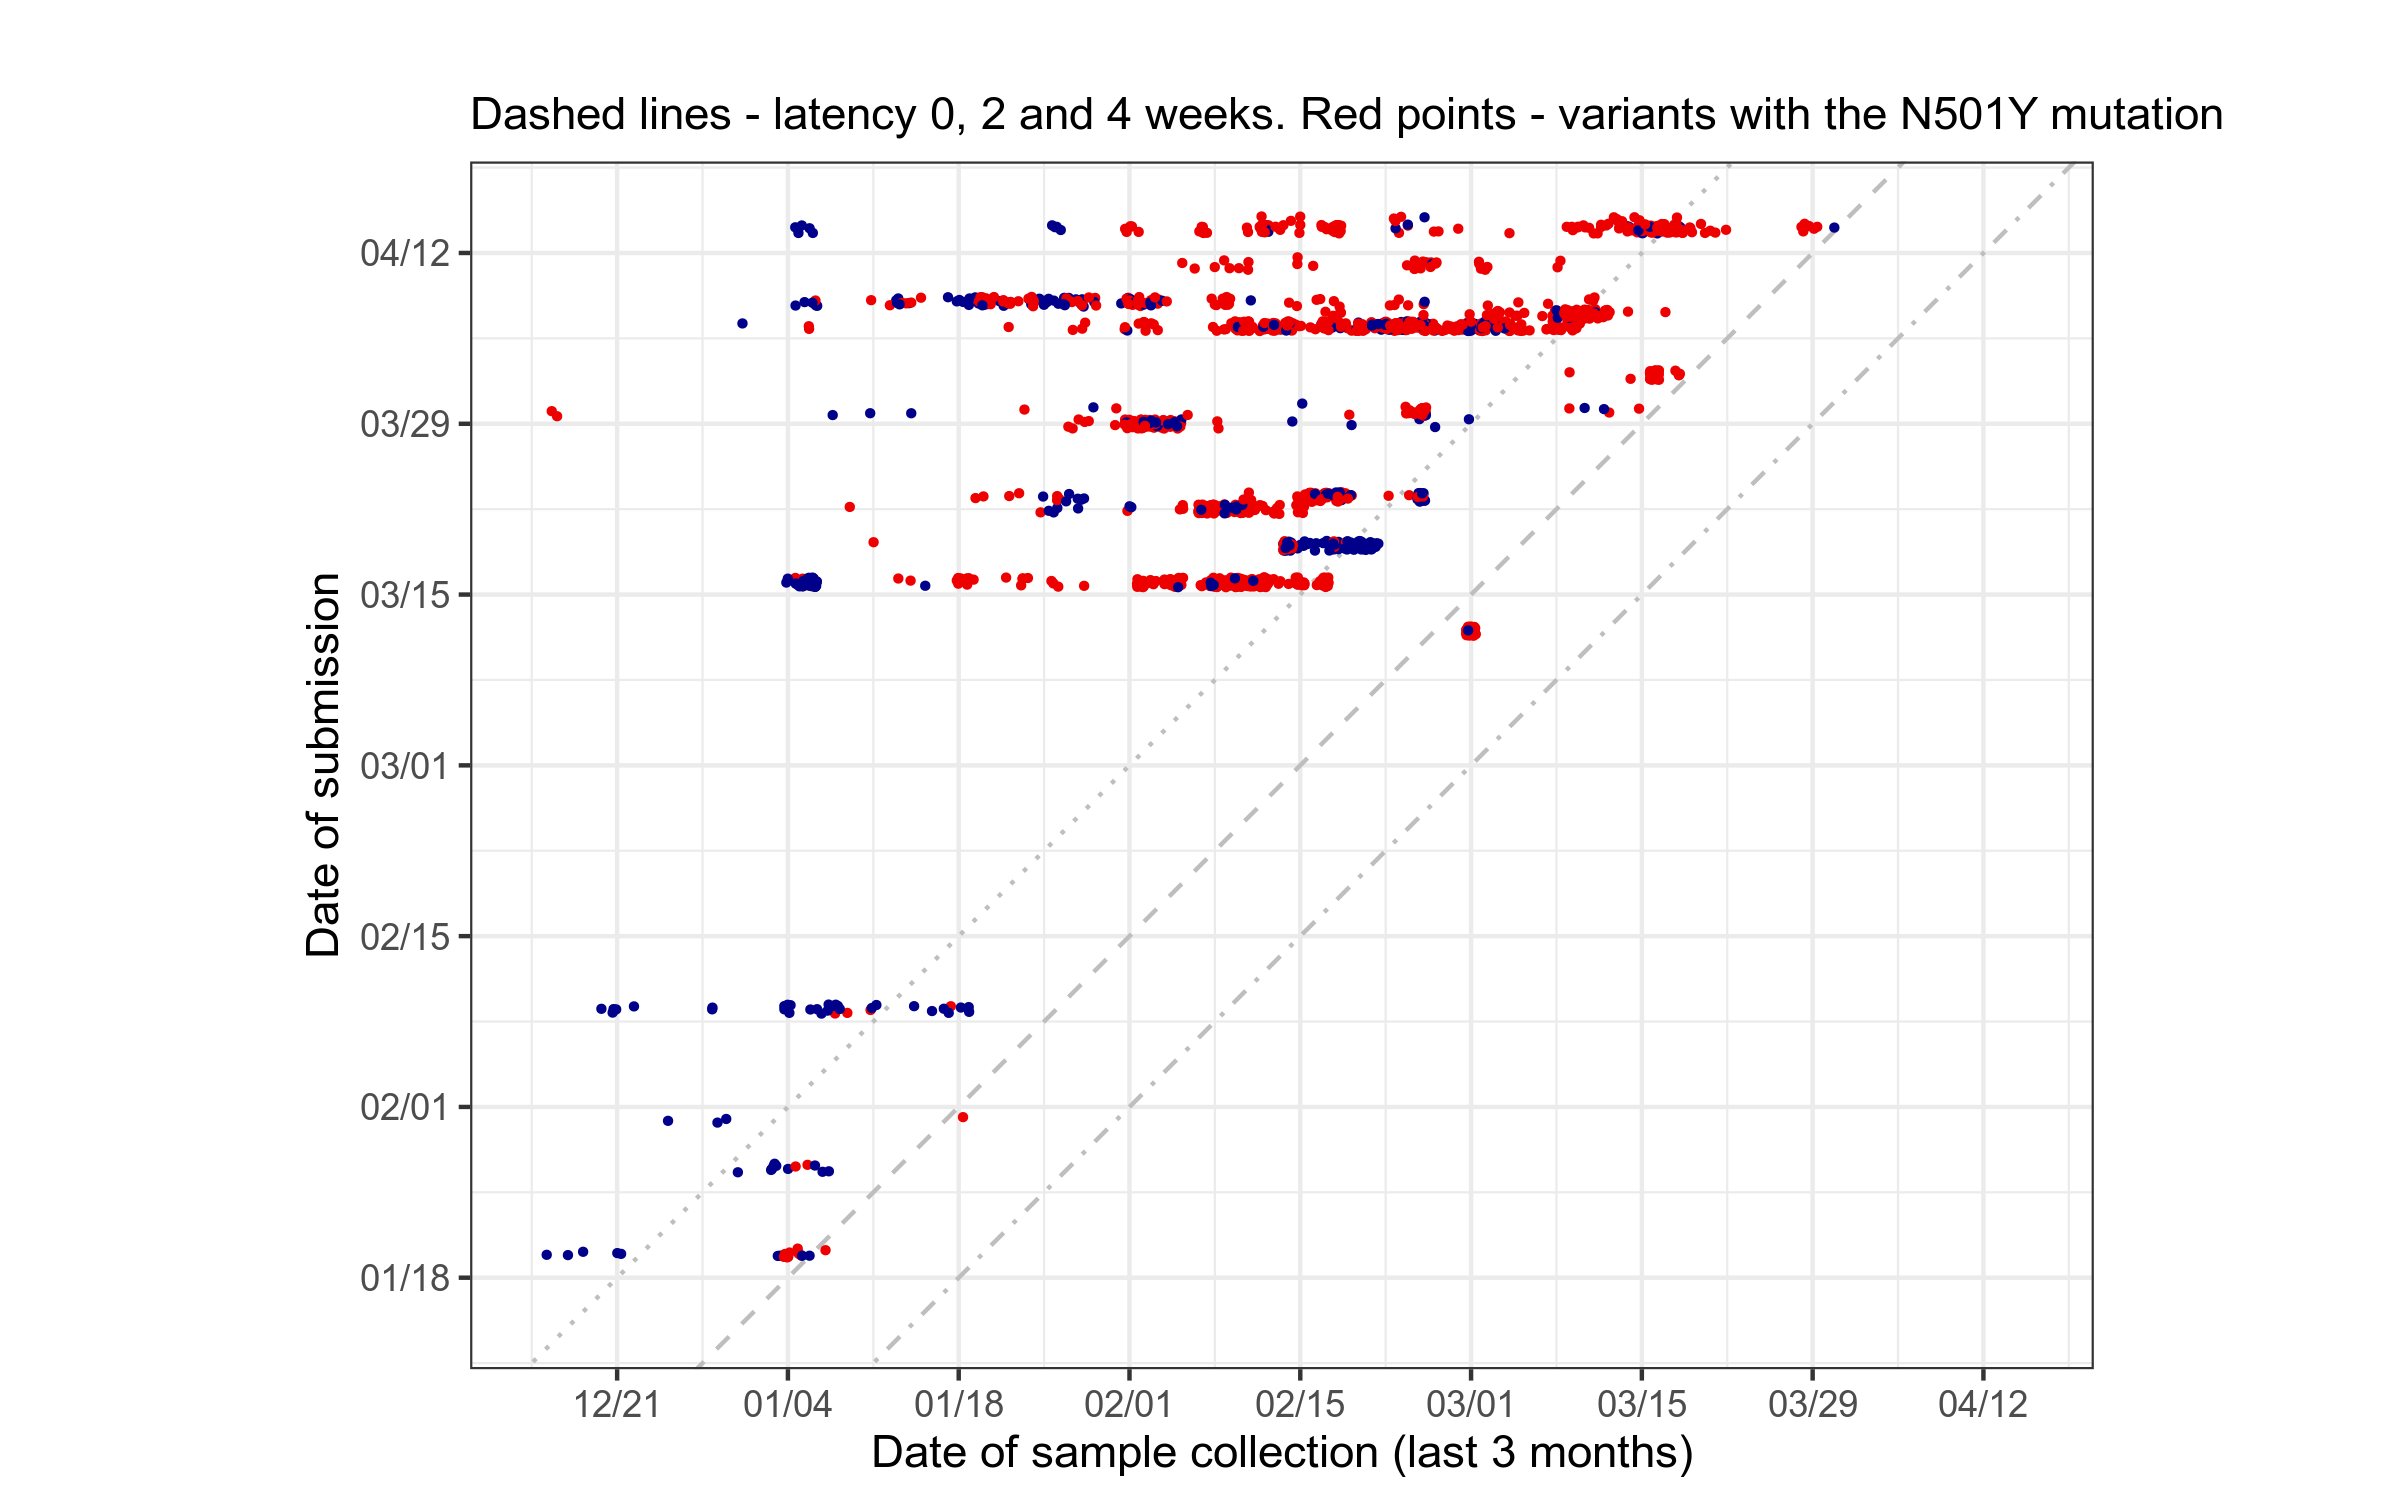 Dashed lines - latency 0, 2 and 4 weeks. Red points - variants with the N501Y mutation
Date of submission
04/12
03/29
03/15
03/01
02/15
02/01
01/18
12/21 01/04 01/18 02/01 02/15 03/01 03/15 03/29 04/12
Date of sample collection (last 3 months)